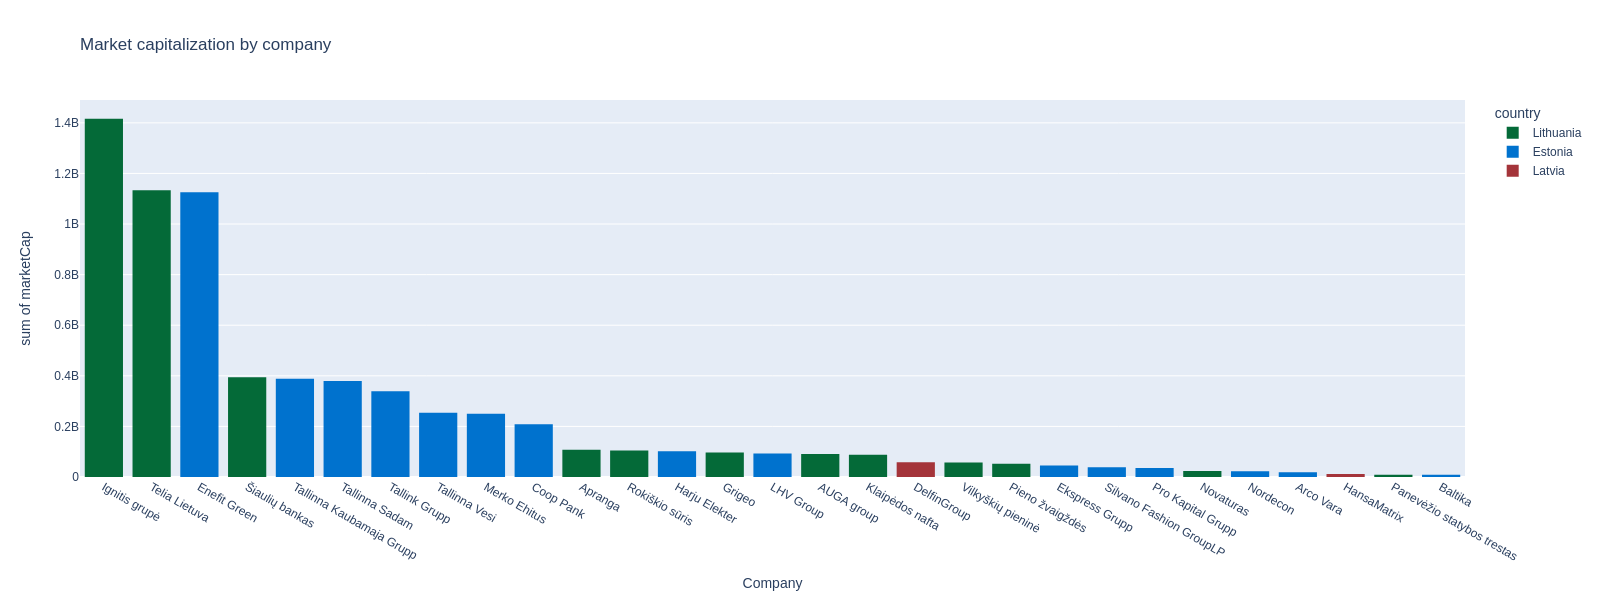 Market capitalization by company
1.4B
1.2B
1B
0.8B
0.6B
0.4B
0.2B
0
sum of marketCap
Ignitis grupė
Telia Lietuva
Enefit Green
Šiaulių bankas
Tallinna Kaubamaja Grupp
Tallinna Sadam
Tallink Grupp
Tallinna Vesi
Merko Ehitus
Coop Pank
Apranga
Rokiškio sūris
Harju Elekter
Grigeo
LHV Group
AUGA group
Klaipėdos nafta
DelfinGroup
Vilkyškių pieninė
Pieno žvaigždės
Ekspress Grupp
Silvano Fashion GroupLP
Pro Kapital Grupp
Novaturas
Nordecon
Arco Vara
HansaMatrix
Panevėžio statybos trestas
Baltika
Company
country
Lithuania
Estonia
Latvia